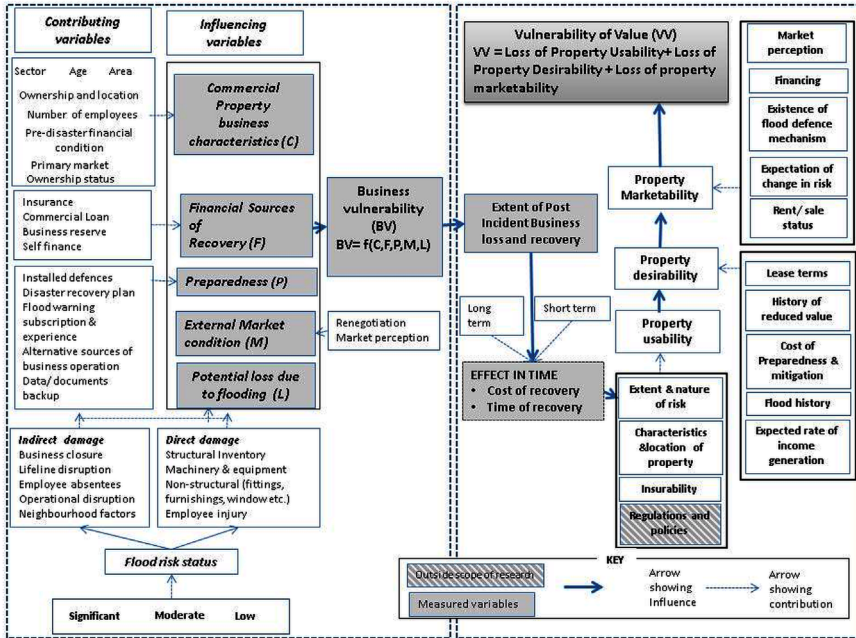 Contributing
variables
Sector Age Area
Ownership and location
Number of employees
Pre-disaster financial
condition
Primary market
Ownership status
Insurance
Commercial Loan
Business reserve
Self finance
Installed defences
Disaster recovery plan
Flood warning
subscription &
experience
Alternative sources of
business operation
Data/ documents
backup
Influencing
variables
Commercial
Property
business
characteristics (C)
Financial Sources
of
Recovery (F)
Preparedness (P)
External Market
condition (M)
Potential loss due
to flooding (L)
Renegotiation
Market perception
Business
vulnerability
(BV)
BV= f(C,F,P,M,L)
Indirect damage
Business closure
Lifeline disruption
Employee absentees
Operational disruption
Neighbourhood factors
Direct damage
Structural Inventory
Machinery & equipment
Non-structural (fittings,
furnishings, window etc.)
Employee injury
Flood risk status
Significant Moderate Low
Vulnerability of Value (VV)
VV = Loss of Property Usability+ Loss of
Property Desirability + Loss of property
marketability
Extent of Post
Incident Business
loss and recovery
Long
term
Short term
EFFECT IN TIME
• Cost of recovery
• Time of recovery
Property
Marketability
Property
desirability
Property
usability
Extent & nature
of risk
Characteristics
&location of
property
Insurability
Regulations and
policies
Market
perception
Financing
Existence of
flood defence
mechanism
Expectation of
change in risk
Rent/ sale
status
Lease terms
History of
reduced value
Cost of
Preparedness &
mitigation
Flood history
Expected rate of
income
generation
KEY
Outside scope of research
Measured variables
Arrow
showing
Influence
Arrow
showing
contribution